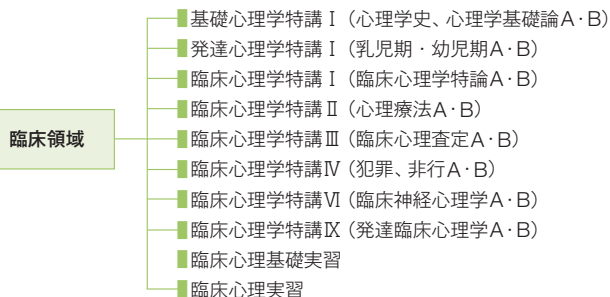 基礎心理学特講Ⅰ（心理学史、心理学基礎論A・B）
発達心理学特講Ⅰ（乳児期・幼児期A・B）
臨床心理学特講Ⅰ（臨床心理学特論A・B）
臨床心理学特講Ⅱ（心理療法A・B）
臨床領域
臨床心理学特講Ⅲ（臨床心理査定A・B）
臨床心理学特講Ⅳ（犯罪、非行A・B）
臨床心理学特講Ⅵ（臨床神経心理学A・B）
臨床心理学特講Ⅸ（発達臨床心理学A・B）
臨床心理基礎実習
臨床心理実習